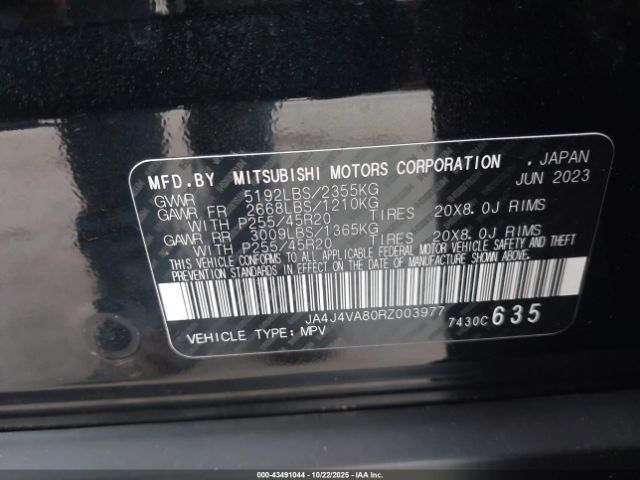 MFD.BY MITSUBISHI MOTORS CORPORATION , JAPAN
GVWR 5192LBS/2355KG JUN 2023
GAWR FR 2668LBS/1210KG
WITH P255/45R20 TIRES 20X8.0J RIMS
GAWR RR 3009LBS/1365KG
WITH P255/45R20 TIRES 20X8.0J RIMS
THIS VEHICLE CONFORMS TO ALL APPLICABLE FEDERAL MOTOR VEHICLE SAFETY AND THEFT
PREVENTION STANDARDS IN EFFECT ON THE DATE OF MANUFACTURE SHOWN ABOVE.
JA4J4VA80RZ003977 7430C 635
VEHICLE TYPE: MPV
000-43491044 | 10/22/2025 | IAAI.COM